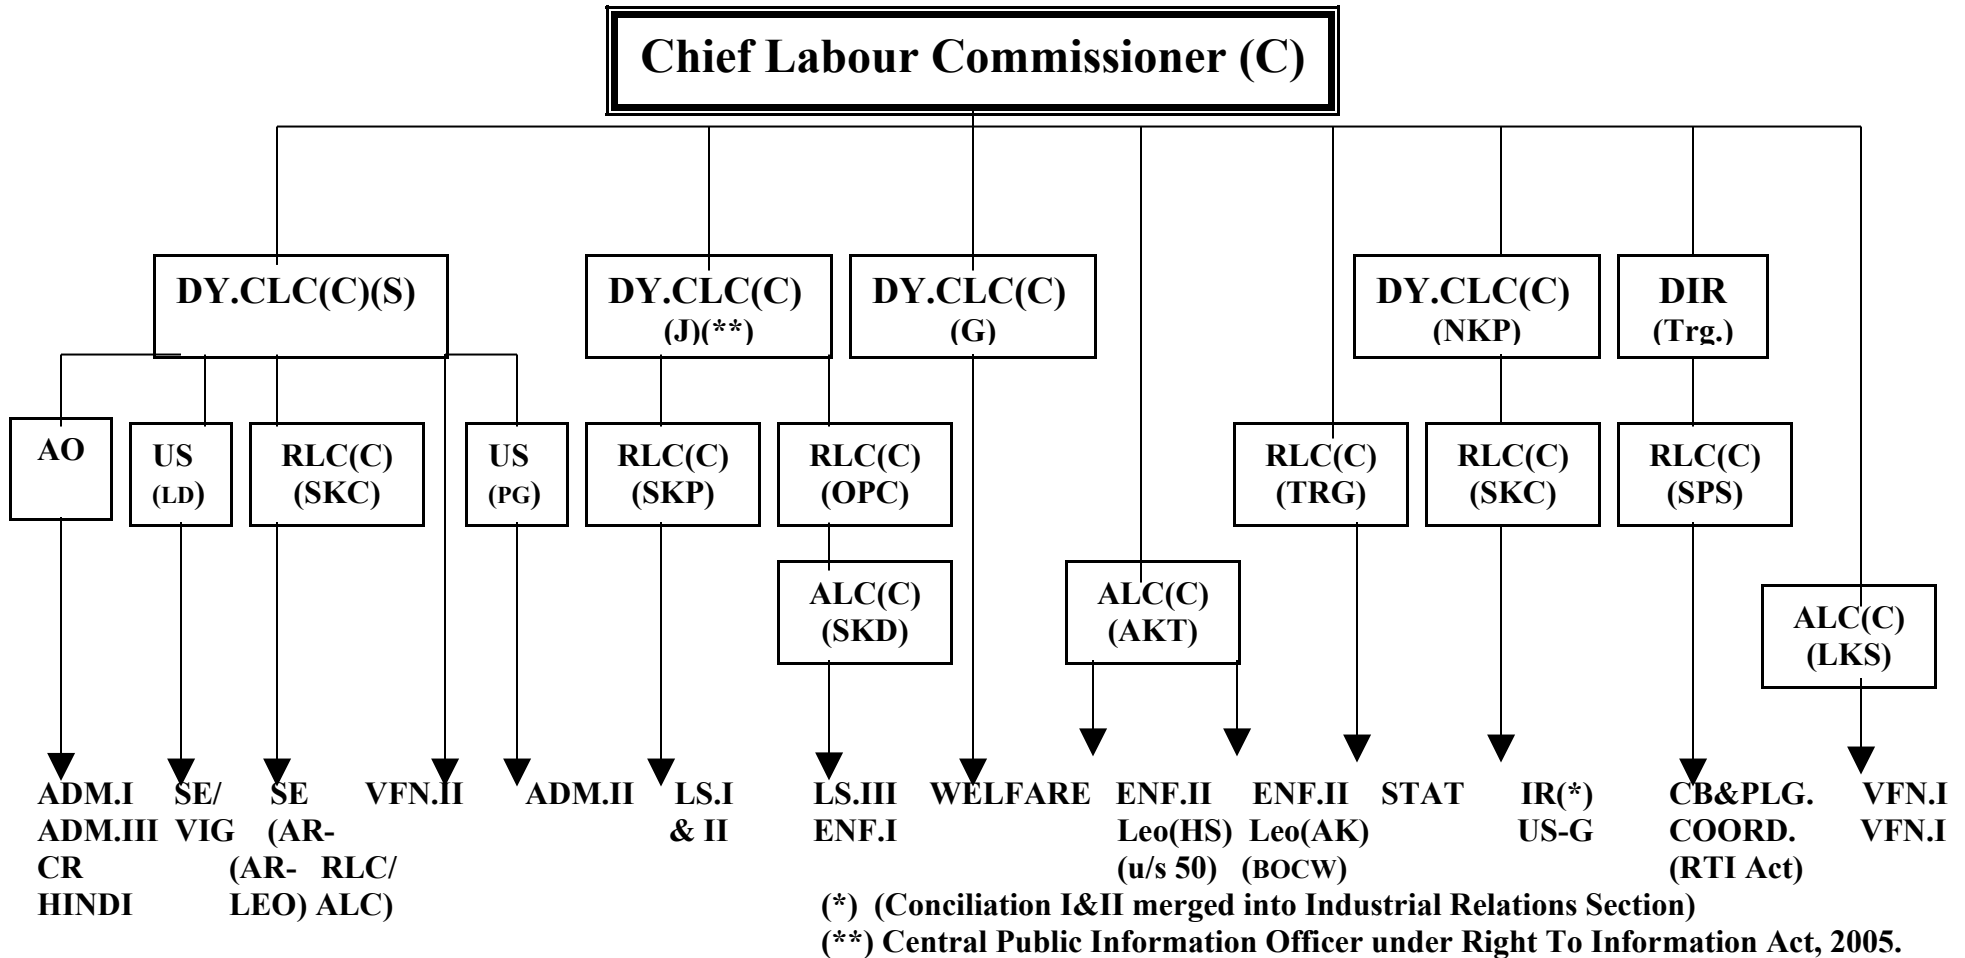 Chief Labour Commissioner (C)
DY.CLC(C)(S)
DY.CLC(C)
(J)(**)
DY.CLC(C)
(G)
DY.CLC(C)
(NKP)
DIR
(Trg.)
AO
US
(LD)
RLC(C)
(SKC)
US
(PG)
RLC(C)
(SKP)
RLC(C)
(OPC)
RLC(C)
(TRG)
RLC(C)
(SKC)
RLC(C)
(SPS)
ALC(C)
(SKD)
ALC(C)
(AKT)
ALC(C)
(LKS)
ADM.I SE/ SE VFN.II ADM.II LS.I LS.III WELFARE ENF.II ENF.II STAT IR(*) CB&PLG. VFN.I
ADM.III VIG (AR- & II ENF.I Leo(HS) Leo(AK) US-G COORD. VFN.I
CR (AR- RLC/ (u/s 50) (BOCW) (RTI Act)
HINDI LEO) ALC) (*) (Conciliation I&II merged into Industrial Relations Section)
(**) Central Public Information Officer under Right To Information Act, 2005.